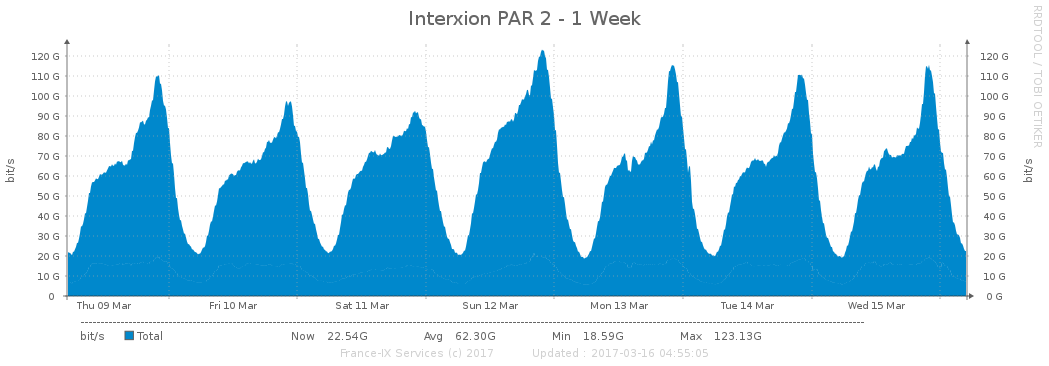 Interxion PAR 2 - 1 Week
RRDTOOL / TOBI OETIKER
bit/s
bit/s
120 G 120 G
110 G 110 G
100 G 100 G
90 G 90 G
80 G 80 G
70 G 70 G
60 G 60 G
50 G 50 G
40 G 40 G
30 G 30 G
20 G 20 G
10 G 10 G
0 0 G
Thu 09 Mar Fri 10 Mar Sat 11 Mar Sun 12 Mar Mon 13 Mar Tue 14 Mar Wed 15 Mar
bit/s Total Now 22.54G Avg 62.30G Min 18.59G Max 123.13G
France-IX Services (c) 2017 Updated : 2017-03-16 04:55:05